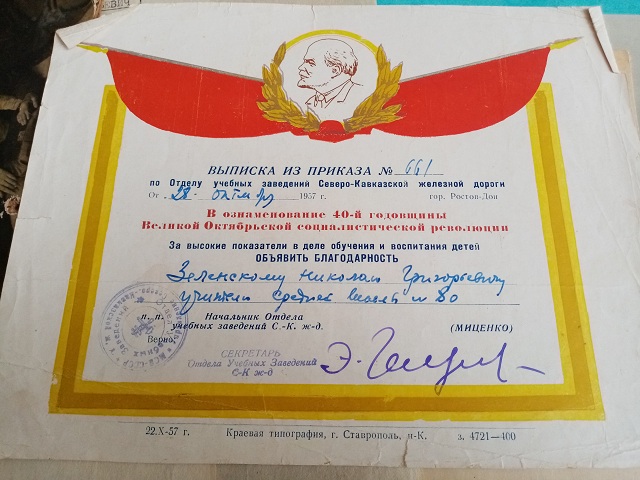 ВЫПИСКА ИЗ ПРИКАЗА № 661
по Отделу учебных заведений Северо-Кавказской железной дороги
От 28 октября 1957 г. гор. Ростов-Дон
В ознаменование 40-й годовщины
Великой Октябрьской социалистической революции
За высокие показатели в деле обучения и воспитания детей
ОБЪЯВИТЬ БЛАГОДАРНОСТЬ
Зеленскому Николаю Григорьевичу
учителю средней школы № 80
п. п. Начальник Отдела
учебных заведений С.-К. ж-д. (МИЦЕНКО)
Верно:
СЕКРЕТАРЬ
Отдела Учебных Заведений
С-К ж-д
22.X-57 г. Краевая типография, г. Ставрополь, н-К. з. 4721—400